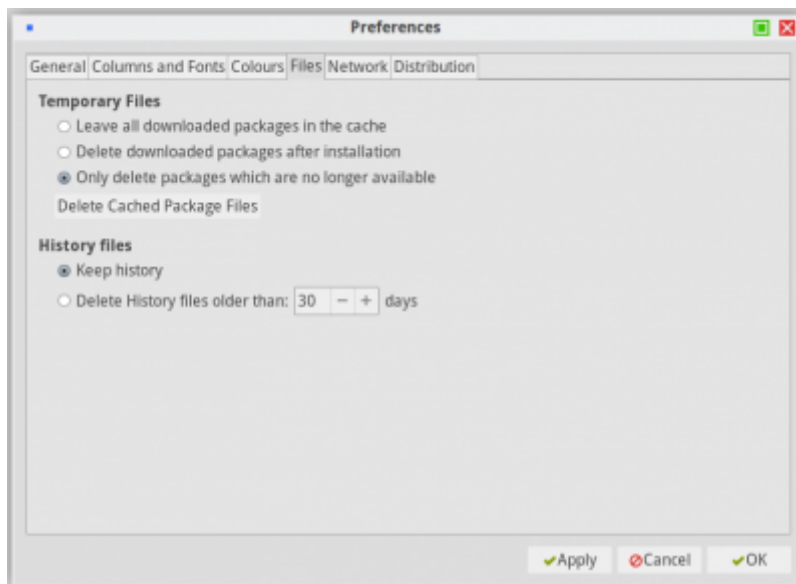 Preferences
General Columns and Fonts Colours Files Network Distribution
Temporary Files
Leave all downloaded packages in the cache
Delete downloaded packages after installation
Only delete packages which are no longer available
Delete Cached Package Files
History files
Keep history
Delete History files older than: 30 − + days
Apply Cancel OK